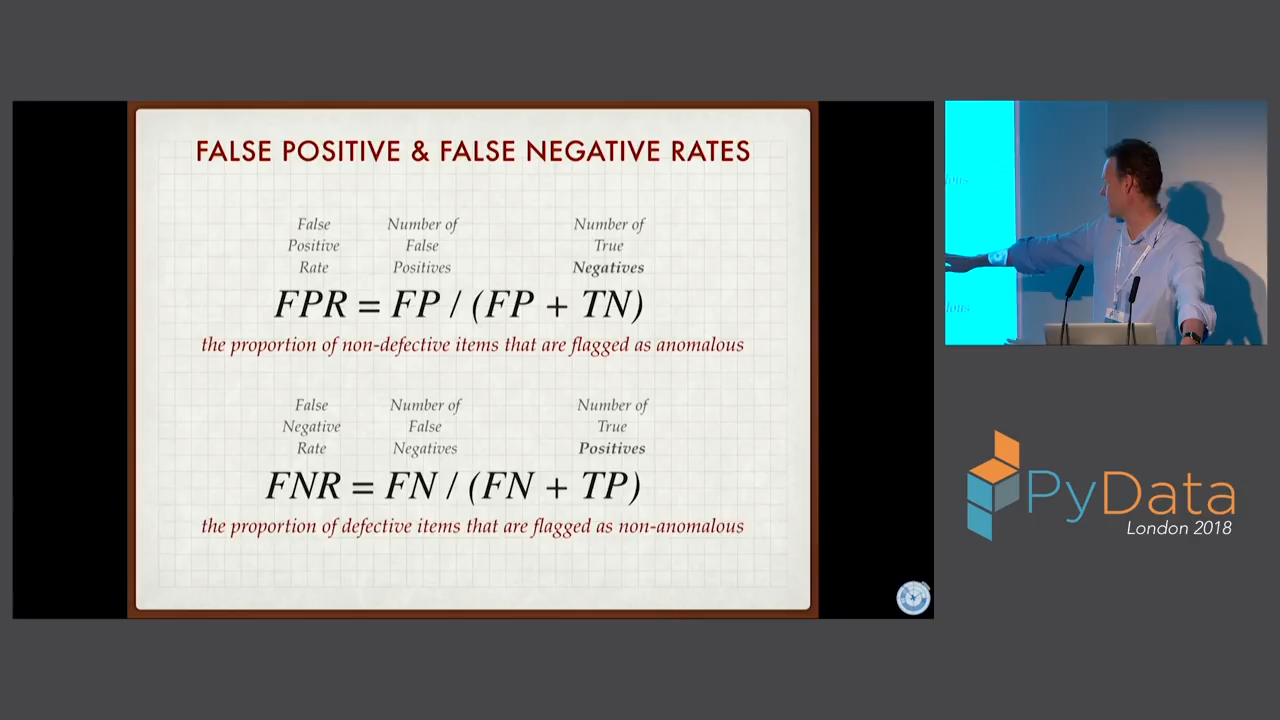 FALSE POSITIVE & FALSE NEGATIVE RATES
False Number of Number of
Positive False True
Rate Positives Negatives
FPR = FP / (FP + TN)
the proportion of non-defective items that are flagged as anomalous
False Number of Number of
Negative False True
Rate Negatives Positives
FNR = FN / (FN + TP)
the proportion of defective items that are flagged as non-anomalous
PyData
London 2018